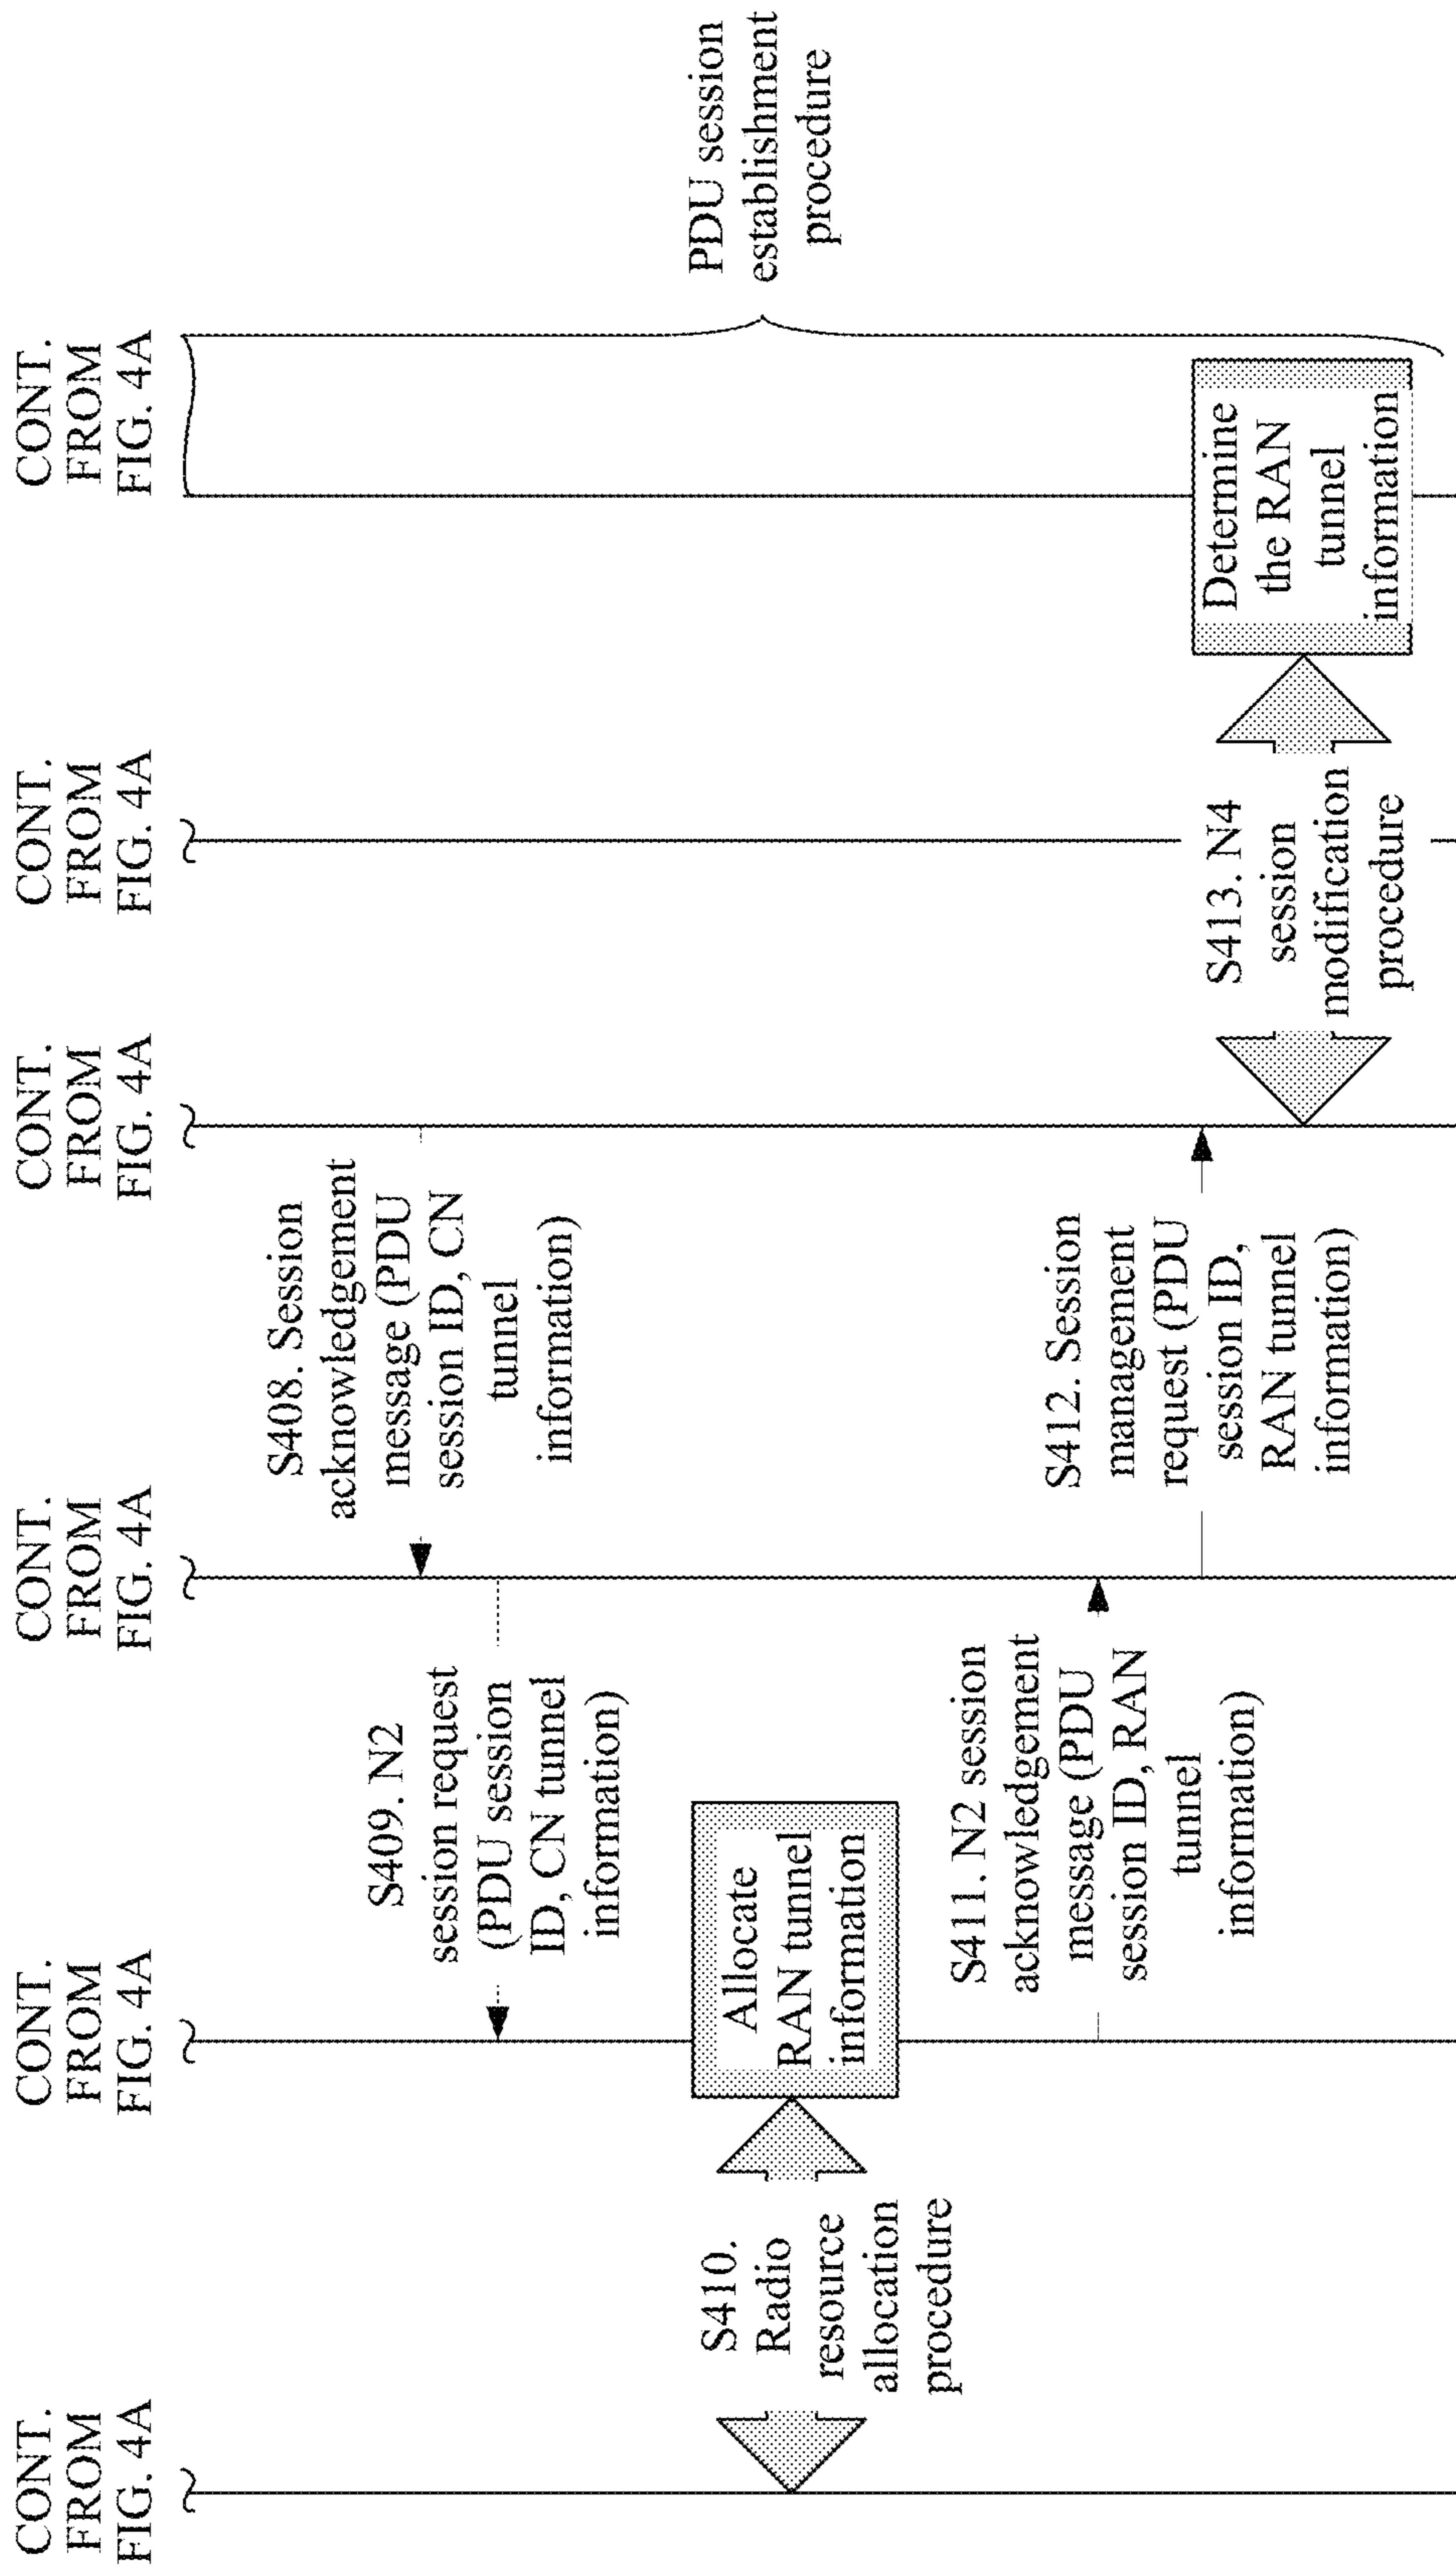 CONT.
FROM
FIG. 4A
CONT.
FROM
FIG. 4A
CONT.
FROM
FIG. 4A
CONT.
FROM
FIG. 4A
CONT.
FROM
FIG. 4A
CONT.
FROM
FIG. 4A
S408. Session
acknowledgement
message (PDU
session ID, CN
tunnel
information)
S409. N2
session request
(PDU session
ID, CN tunnel
information)
S410.
Radio
resource
allocation
procedure
Allocate
RAN tunnel
information
PDU session
establishment
procedure
S411. N2 session
acknowledgement
message (PDU
session ID, RAN
tunnel
information)
S412. Session
management
request (PDU
session ID,
RAN tunnel
information)
S413. N4
session
modification
procedure
Determine
the RAN
tunnel
information